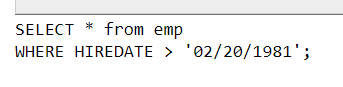 SELECT * from emp
WHERE HIREDATE > '02/20/1981';